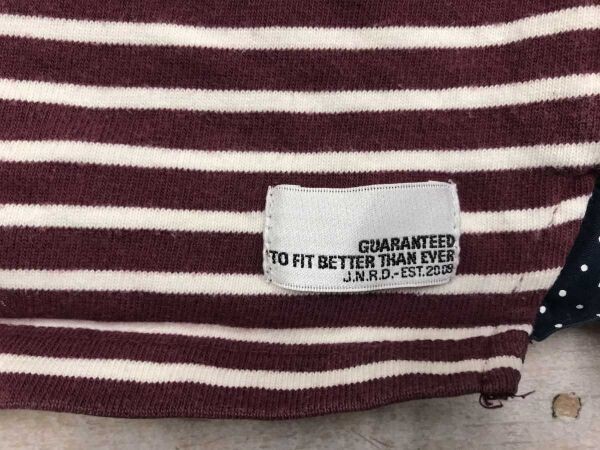 GUARANTEED
TO FIT BETTER THAN EVER
J.N.R.D.-EST.2009